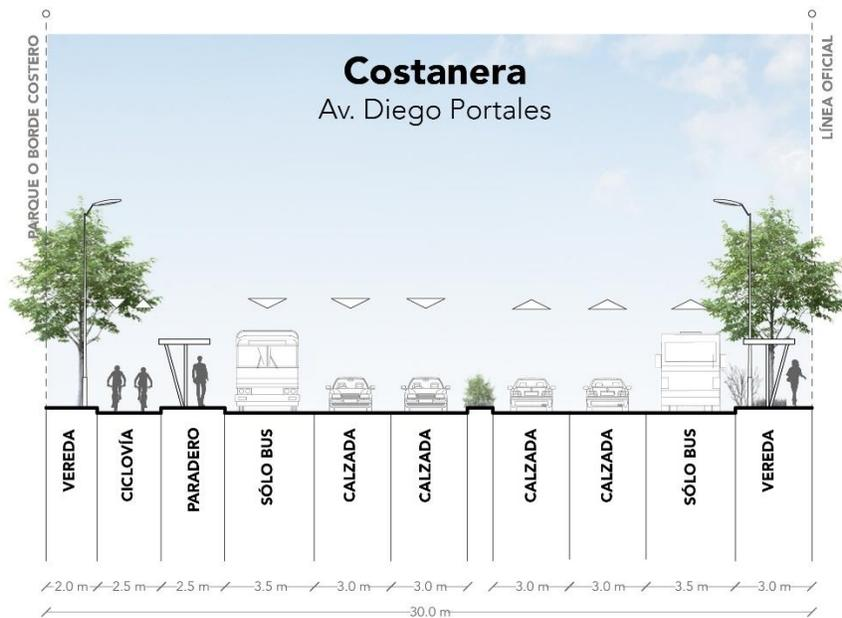 Costanera
Av. Diego Portales
PARQUE O BORDE COSTERO
LÍNEA OFICIAL
VEREDA
CICLOVÍA
PARADERO
SÓLO BUS
CALZADA
CALZADA
CALZADA
CALZADA
SÓLO BUS
VEREDA
2.0 m
2.5 m
2.5 m
3.5 m
3.0 m
3.0 m
3.0 m
3.0 m
3.5 m
3.0 m
30.0 m